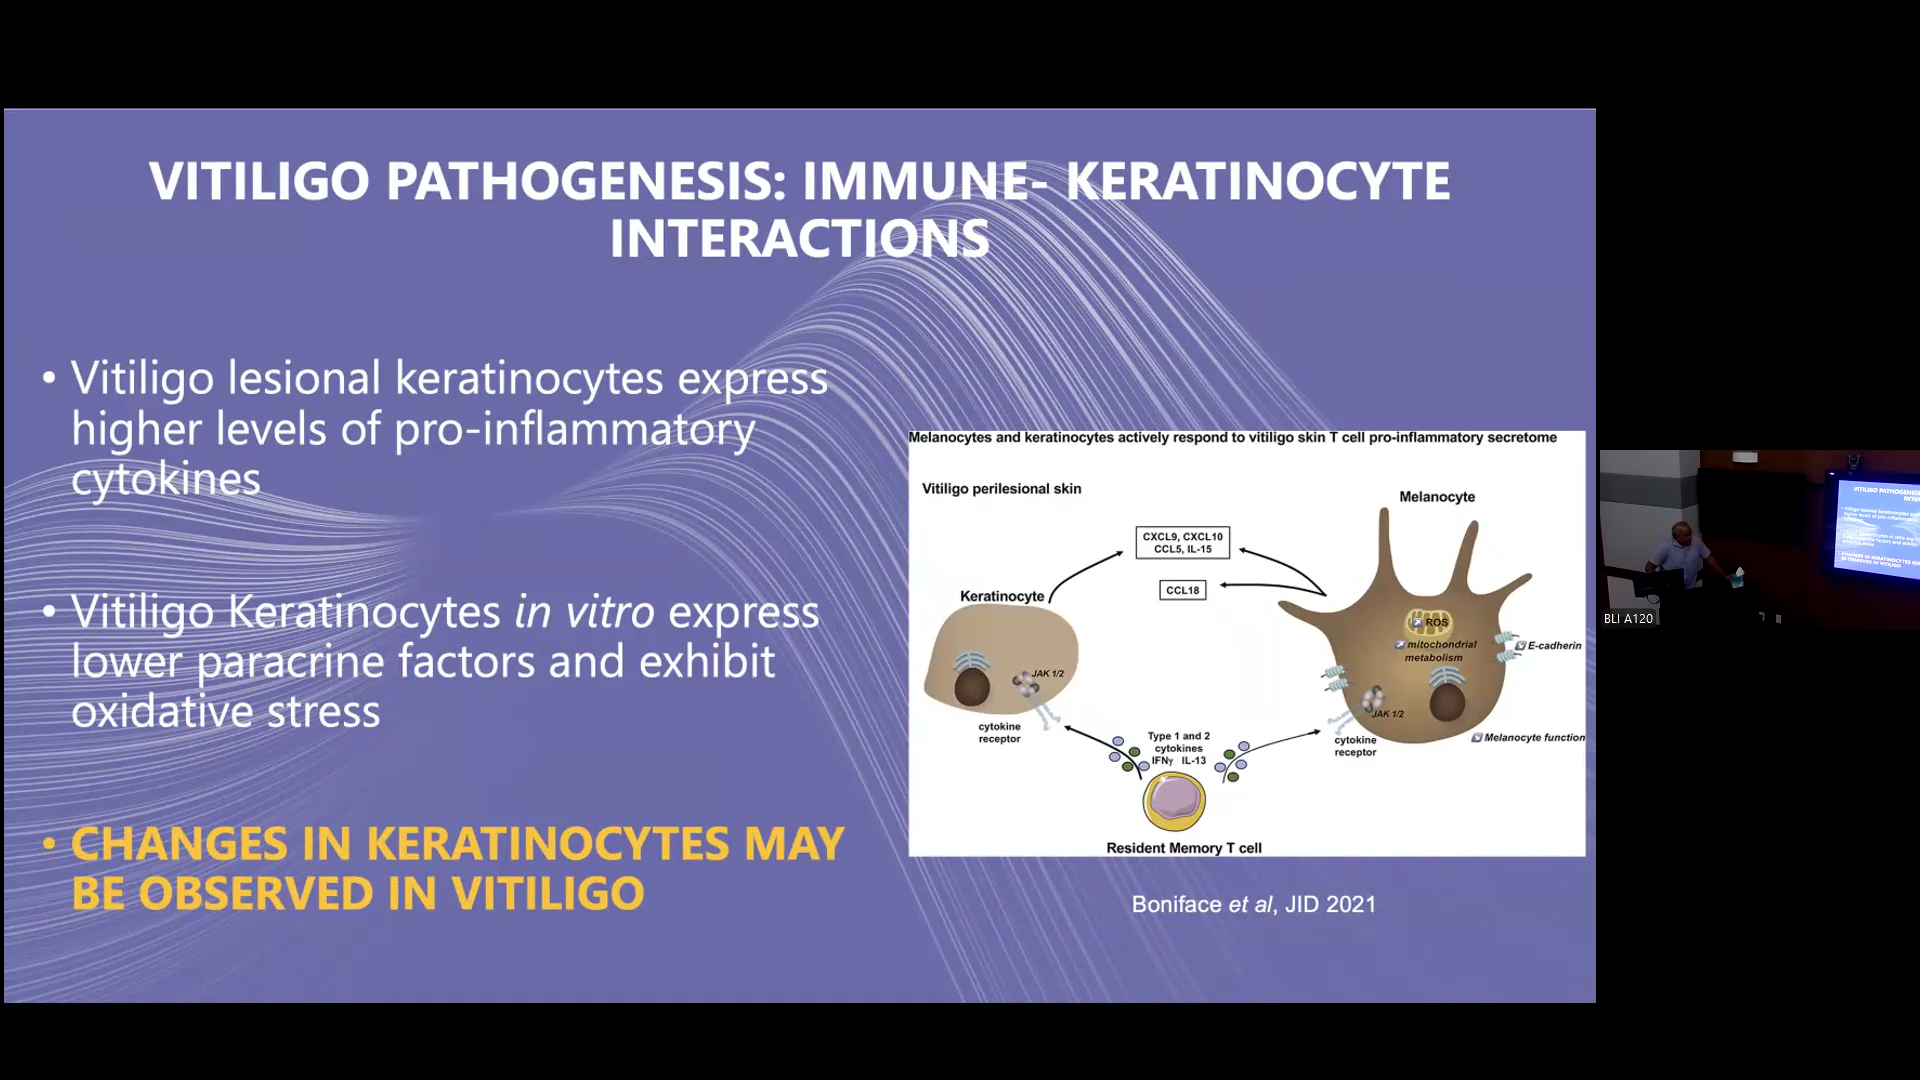 VITILIGO PATHOGENESIS: IMMUNE- KERATINOCYTE
INTERACTIONS
• Vitiligo lesional keratinocytes express
higher levels of pro-inflammatory
cytokines
• Vitiligo Keratinocytes in vitro express
lower paracrine factors and exhibit
oxidative stress
• CHANGES IN KERATINOCYTES MAY
BE OBSERVED IN VITILIGO
Melanocytes and keratinocytes actively respond to vitiligo skin T cell pro-inflammatory secretome
Vitiligo perilesional skin
Melanocyte
CXCL9, CXCL10
CCL5, IL-15
CCL18
Keratinocyte
ROS
mitochondrial
metabolism
E-cadherin
JAK 1/2
JAK 1/2
cytokine
receptor
Type 1 and 2
cytokines
IFNγ IL-13
cytokine
receptor
Melanocyte function
Resident Memory T cell
Boniface et al, JID 2021
BLI A120